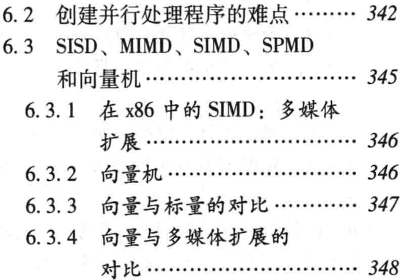 6.2 创建并行处理程序的难点………342
6.3 SISD、MIMD、SIMD、SPMD
和向量机……………………………345
6.3.1 在 x86 中的 SIMD：多媒体
扩展……………………………346
6.3.2 向量机…………………………346
6.3.3 向量与标量的对比…………347
6.3.4 向量与多媒体扩展的
对比……………………………348